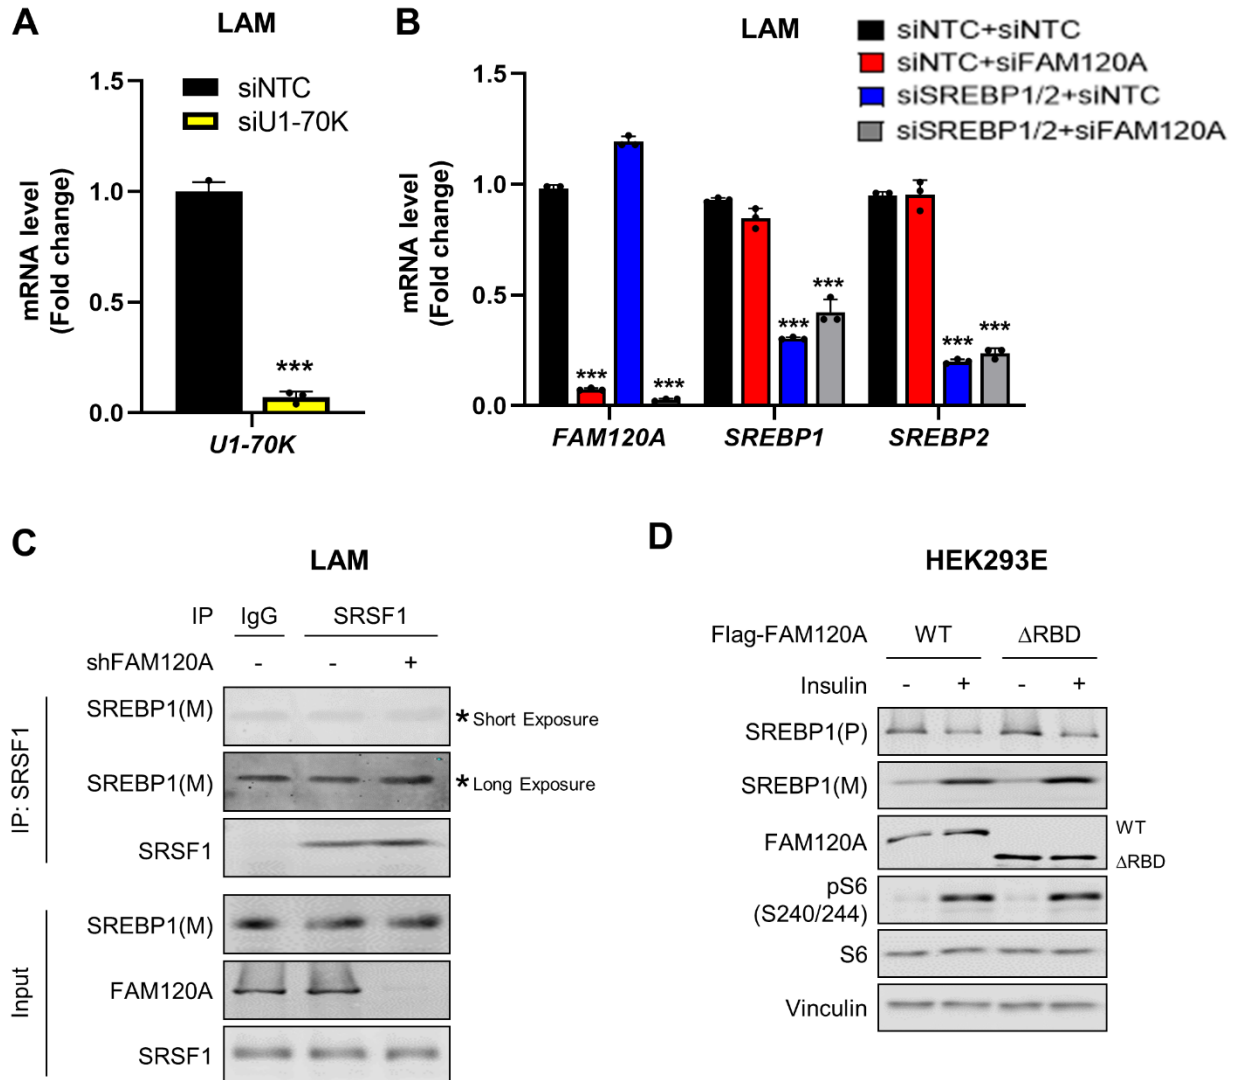 A
LAM
1.5
1.0
0.5
0.0
mRNA level
(Fold change)
siNTC
siU1-70K
***
U1-70K
B
LAM
siNTC+siNTC
siNTC+siFAM120A
siSREBP1/2+siNTC
siSREBP1/2+siFAM120A
1.5
1.0
0.5
0.0
mRNA level
(Fold change)
*** *** *** *** *** ***
FAM120A SREBP1 SREBP2
C
LAM
IP IgG SRSF1
shFAM120A - - +
IP: SRSF1
SREBP1(M) * Short Exposure
SREBP1(M) * Long Exposure
SRSF1
Input
SREBP1(M)
FAM120A
SRSF1
D
HEK293E
Flag-FAM120A WT ΔRBD
Insulin - + - +
SREBP1(P)
SREBP1(M)
FAM120A WT
ΔRBD
pS6
(S240/244)
S6
Vinculin